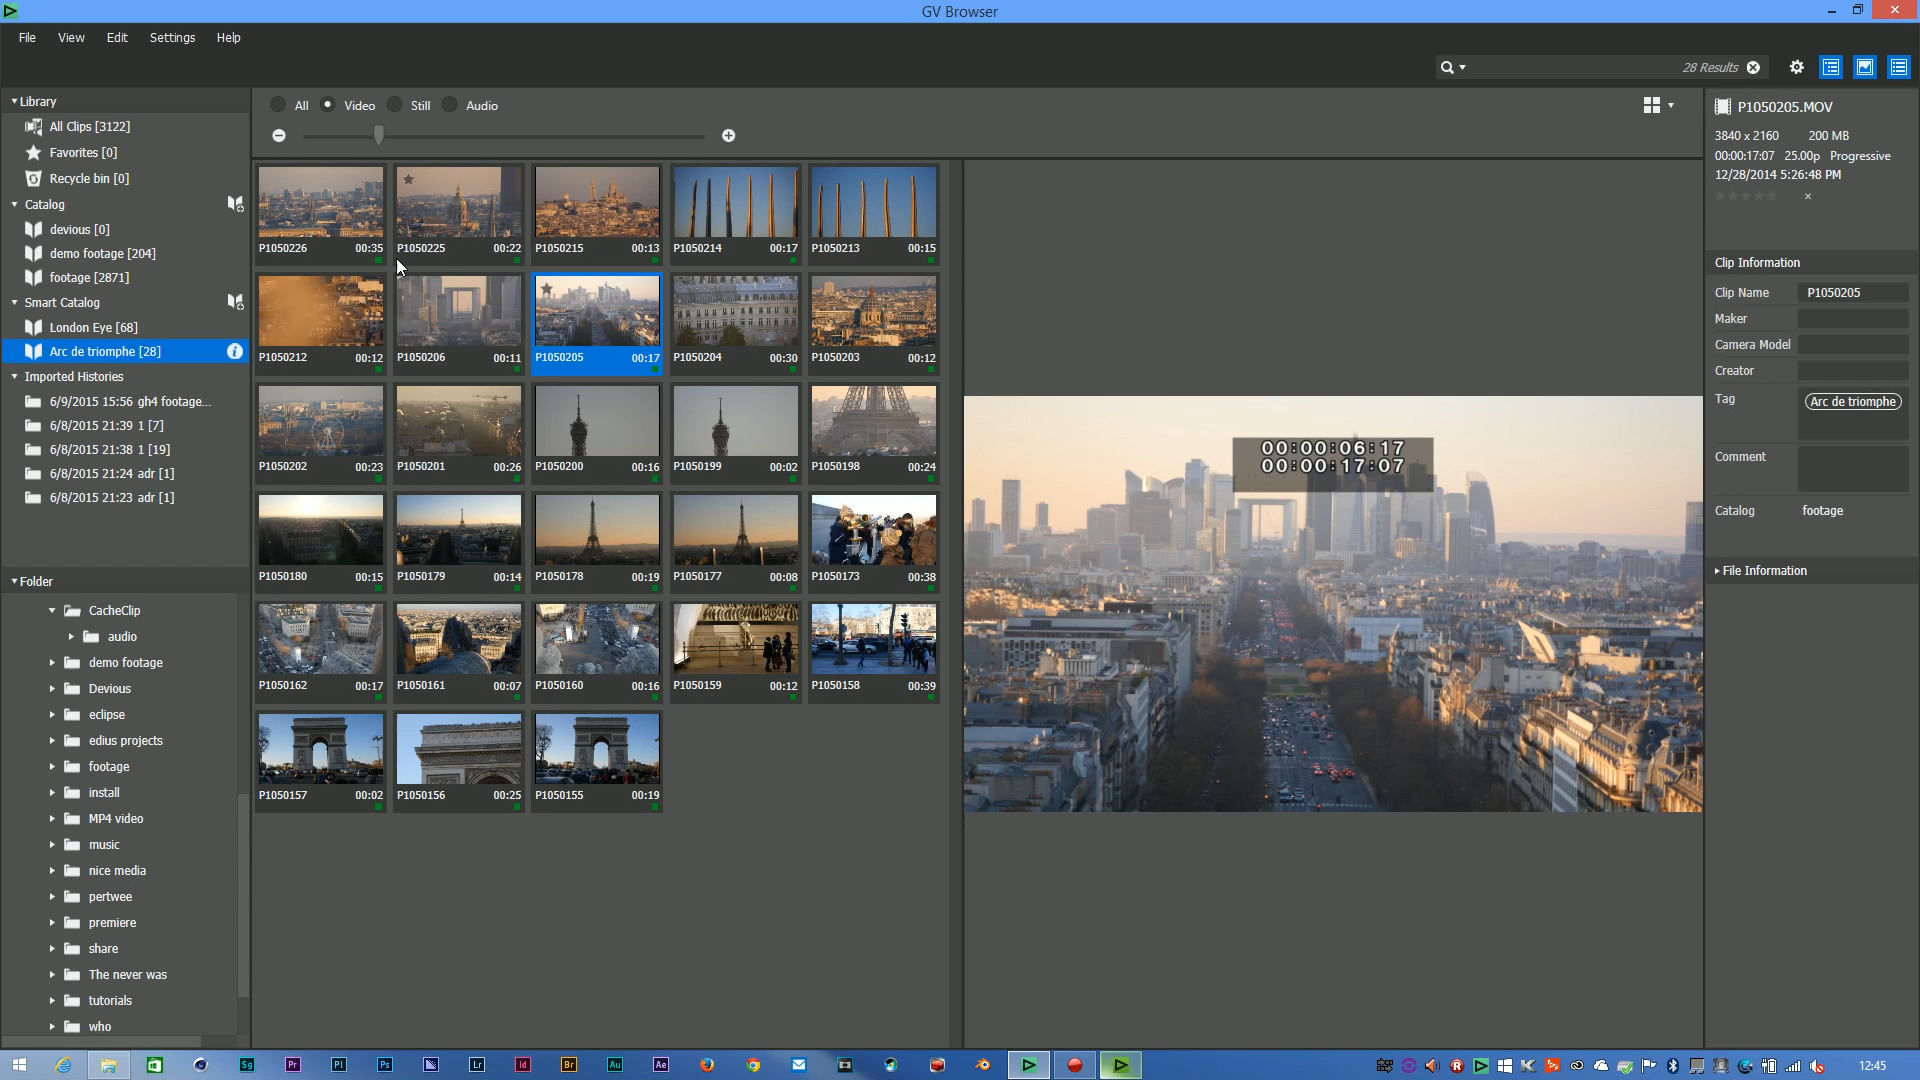 GV Browser
File View Edit Settings Help
28 Results
Library
All Clips [3122]
Favorites [0]
Recycle bin [0]
Catalog
devious [0]
demo footage [204]
footage [2871]
Smart Catalog
London Eye [68]
Arc de triomphe [28]
Imported Histories
6/9/2015 15:56 gh4 footage...
6/8/2015 21:39 1 [7]
6/8/2015 21:38 1 [19]
6/8/2015 21:24 adr [1]
6/8/2015 21:23 adr [1]
Folder
CacheClip
audio
demo footage
Devious
eclipse
edius projects
footage
install
MP4 video
music
nice media
pertwee
premiere
share
The never was
tutorials
who
All Video Still Audio
P1050226 00:35 P1050225 00:22 P1050215 00:13 P1050214 00:17 P1050213 00:15
P1050212 00:12 P1050206 00:11 P1050205 00:17 P1050204 00:30 P1050203 00:12
P1050202 00:23 P1050201 00:26 P1050200 00:16 P1050199 00:02 P1050198 00:24
P1050180 00:15 P1050179 00:14 P1050178 00:19 P1050177 00:08 P1050173 00:38
P1050162 00:17 P1050161 00:07 P1050160 00:16 P1050159 00:12 P1050158 00:39
P1050157 00:02 P1050156 00:25 P1050155 00:19
00:00:06:17
00:00:17:07
P1050205.MOV
3840 x 2160 200 MB
00:00:17:07 25.00p Progressive
12/28/2014 5:26:48 PM
Clip Information
Clip Name P1050205
Maker
Camera Model
Creator
Tag Arc de triomphe
Comment
Catalog footage
File Information
Sg Pr Pl Ps Lr Id Br Au Ae
12:45